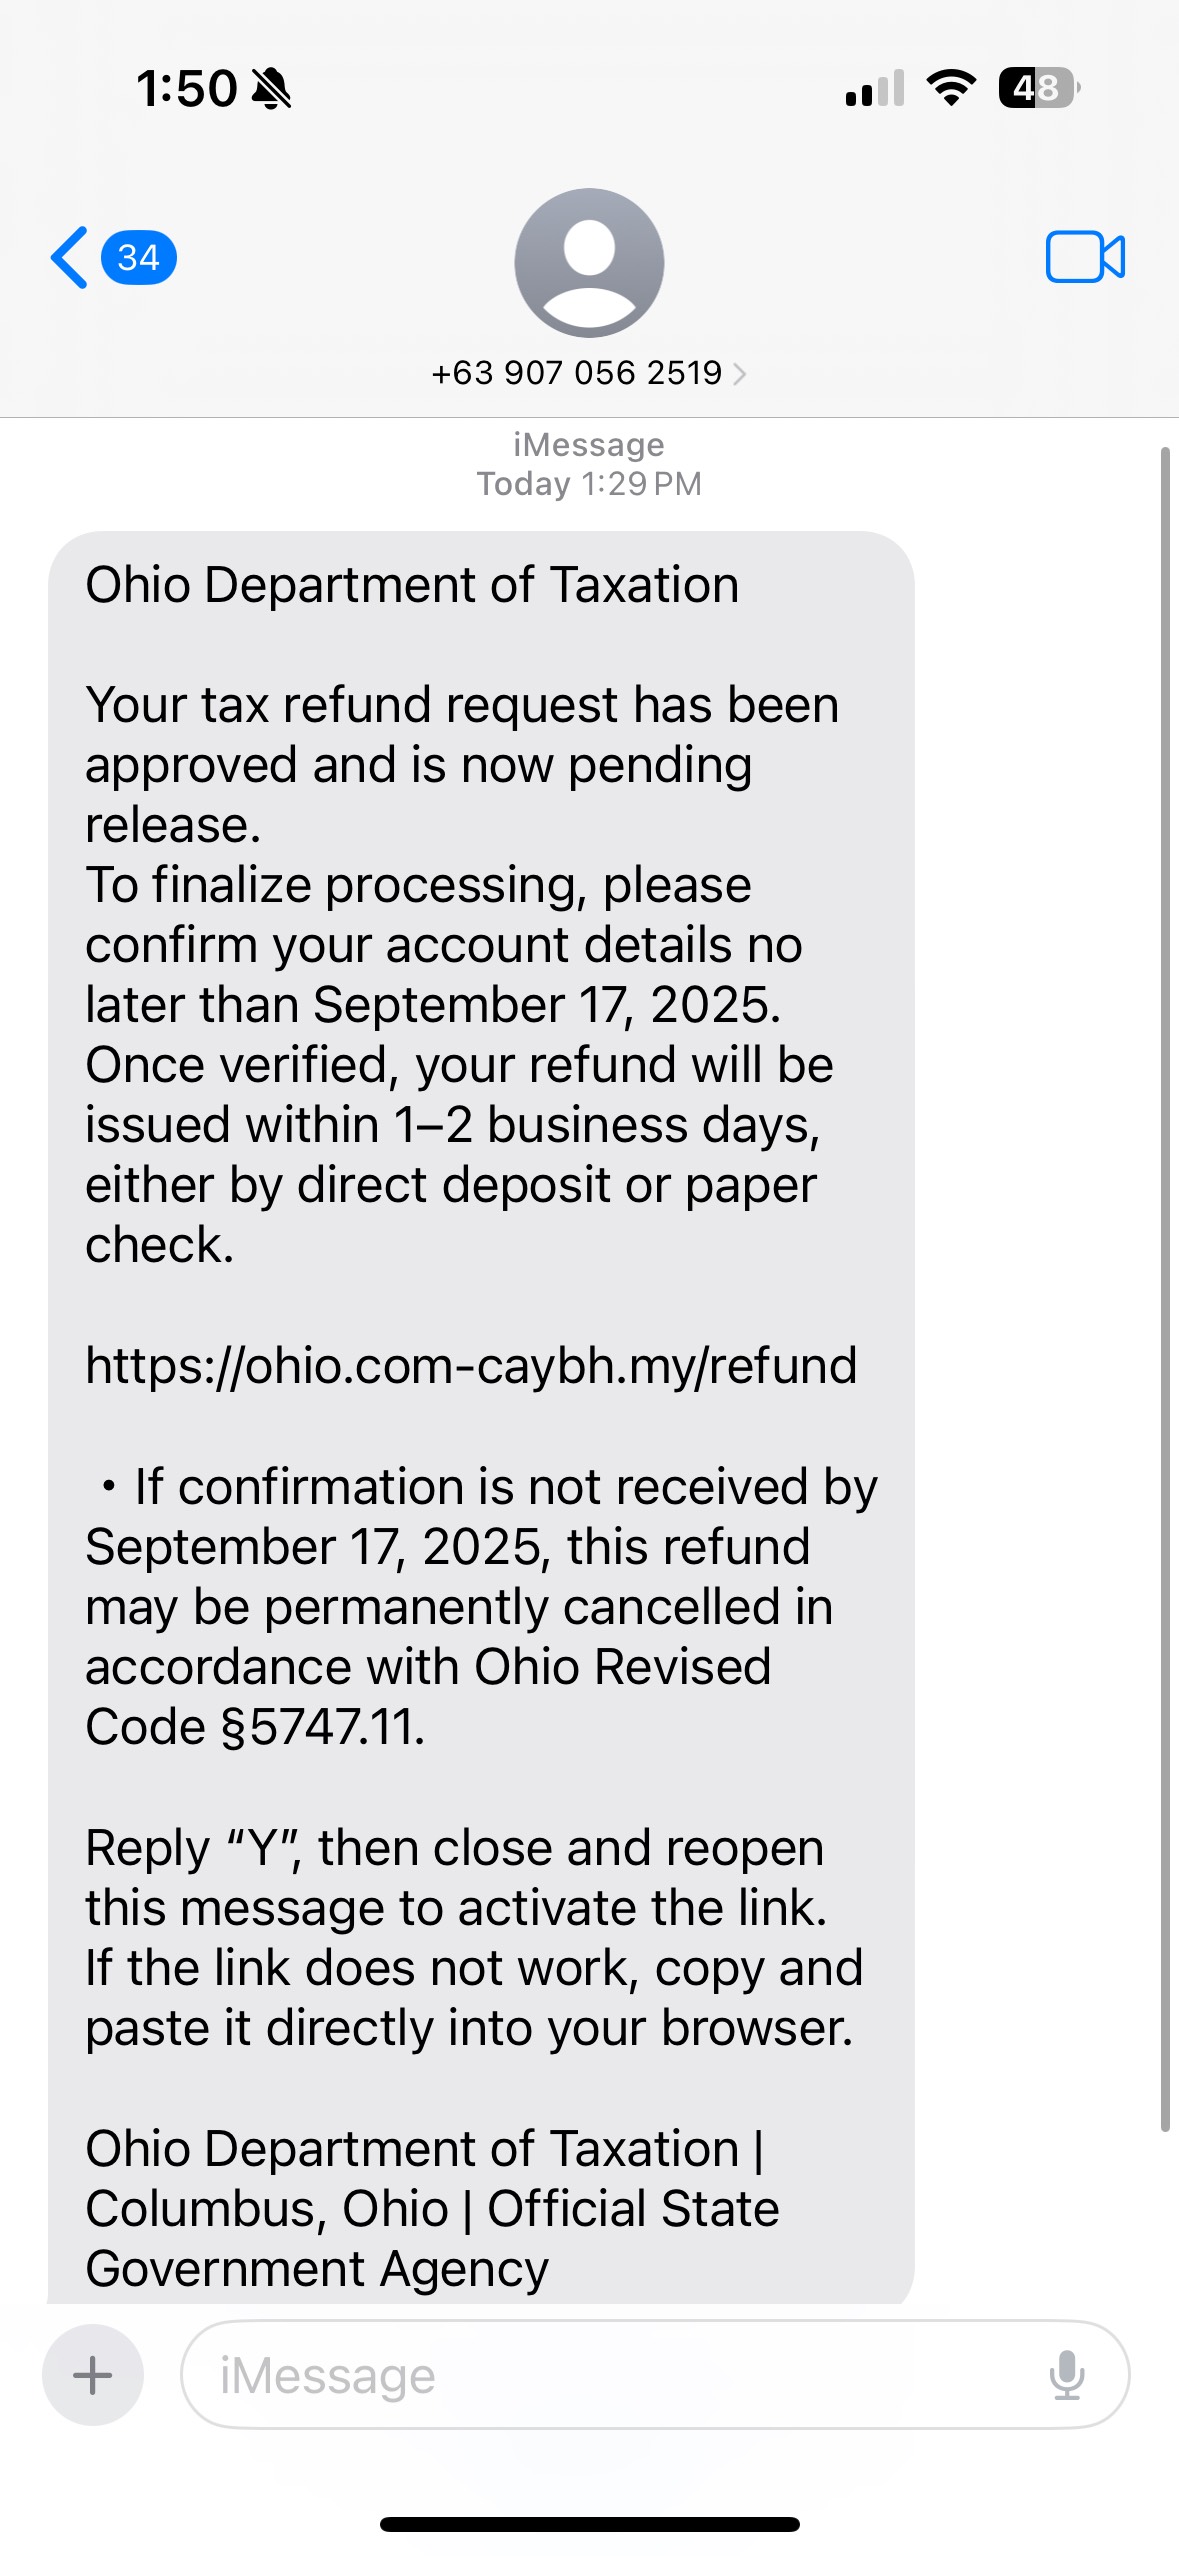 1:50
48
34
+63 907 056 2519
iMessage
Today 1:29 PM
Ohio Department of Taxation
Your tax refund request has been
approved and is now pending
release.
To finalize processing, please
confirm your account details no
later than September 17, 2025.
Once verified, your refund will be
issued within 1–2 business days,
either by direct deposit or paper
check.
https://ohio.com-caybh.my/refund
• If confirmation is not received by
September 17, 2025, this refund
may be permanently cancelled in
accordance with Ohio Revised
Code §5747.11.
Reply “Y”, then close and reopen
this message to activate the link.
If the link does not work, copy and
paste it directly into your browser.
Ohio Department of Taxation |
Columbus, Ohio | Official State
Government Agency
iMessage